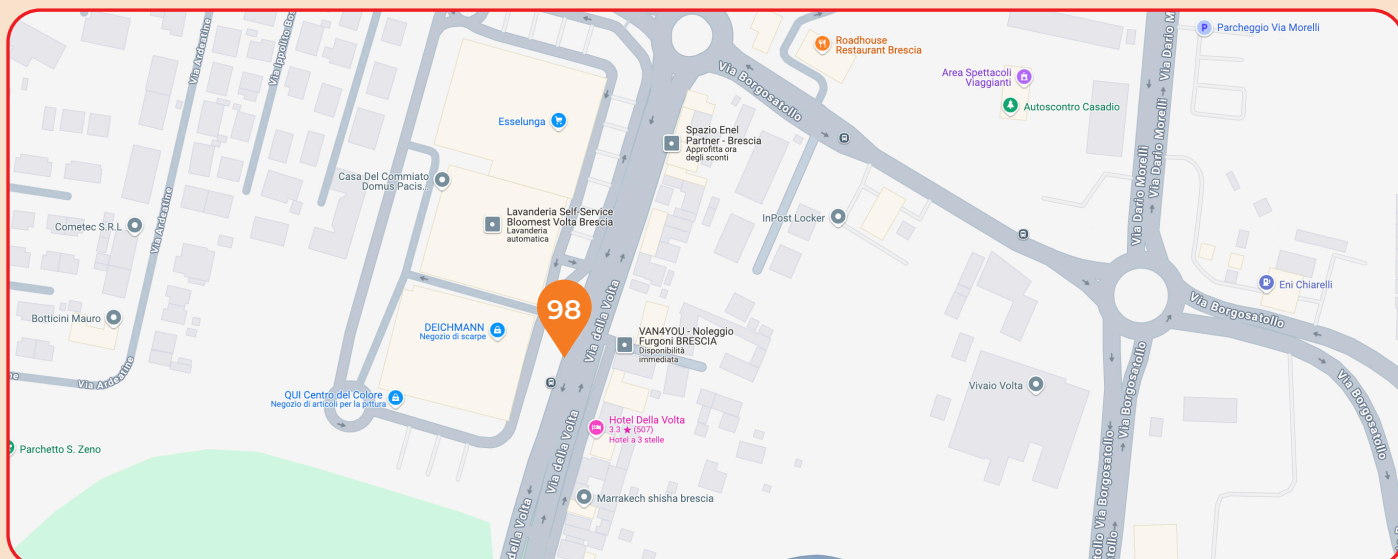 Via Ardeatine
Via Ippolito Bo
Roadhouse
Restaurant Brescia
Via Dario M
Parcheggio Via Morelli
P
Via Borgosatollo
Area Spettacoli
Viaggianti
Autoscontro Casadio
Via Dario Morelli
Esselunga
Spazio Enel
Partner - Brescia
Approfitta ora
degli sconti
Casa Del Commiato
Domus Pacis...
Via Dario Morelli
Cometec S.R.L
Via Ardeatine
Lavanderia Self-Service
Bloomest Volta Brescia
Lavanderia
automatica
InPost Locker
Eni Chiarelli
98
Via della Volta
Via Borgosatollo
Botticini Mauro
DEICHMANN
Negozio di scarpe
VAN4YOU - Noleggio
Furgoni BRESCIA
Disponibilità
immediata
ne
Via Ardeatine
QUI Centro del Colore
Negozio di articoli per la pittura
Vivaio Volta
Via Borgosatollo
Via Borgosatollo
Hotel Della Volta
3.3 ★ (507)
Hotel a 3 stelle
Via della Volta
Parchetto S. Zeno
Marrakech shisha brescia
della Volta
Via Borgosatollo
tollo